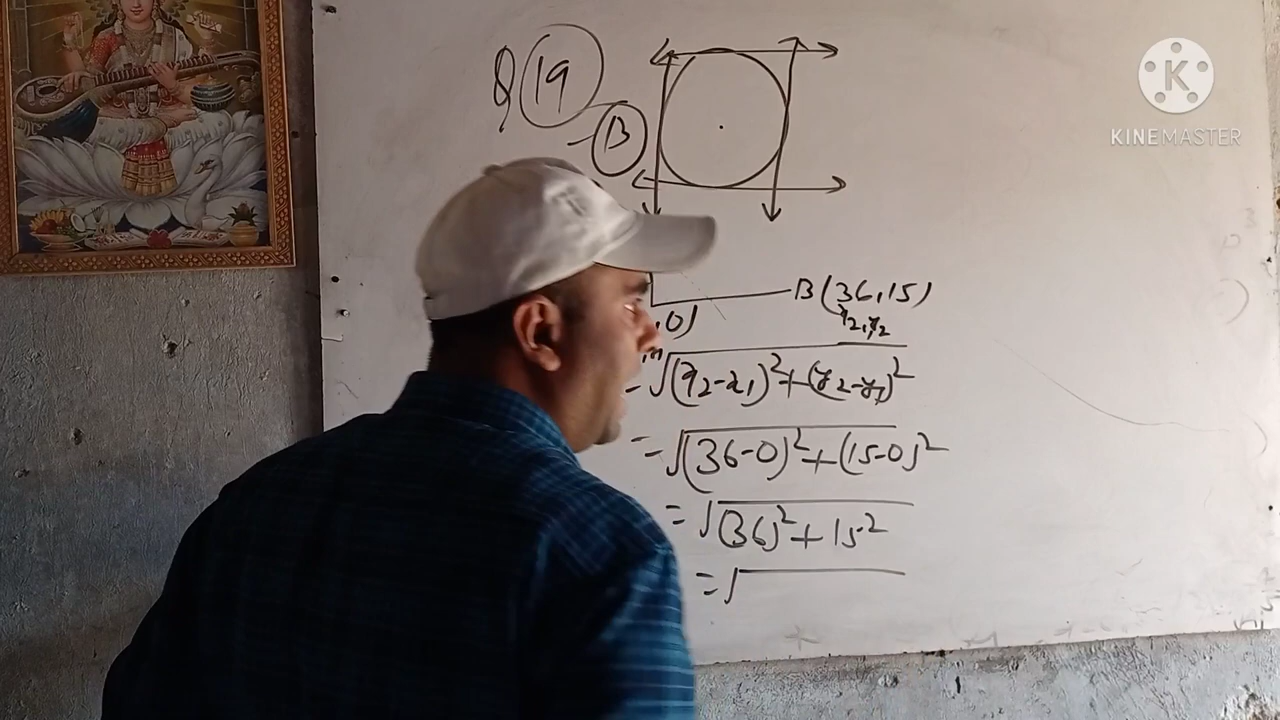 Q 19
B
B(36,15)
x₂,y₂
,0)
= √(x₂-x₁)²+(y₂-y₁)²
= √(36-0)²+(15-0)²
= √(36)²+15²
= √
KINEMASTER